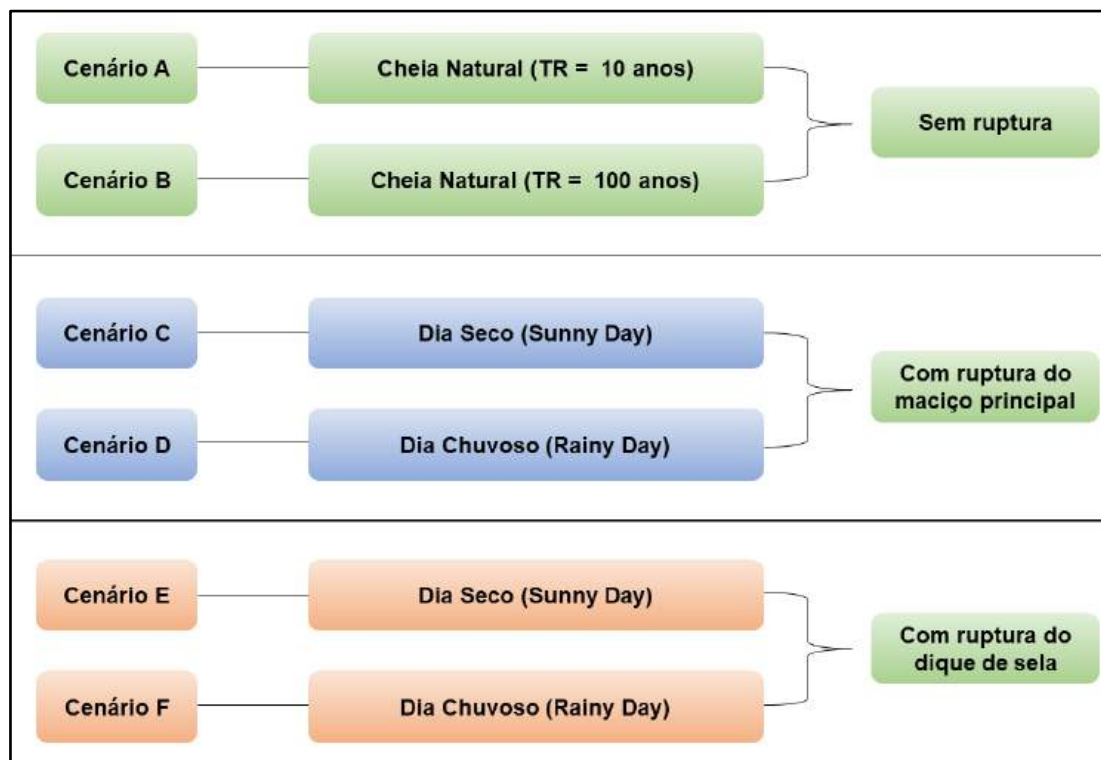 Cenário A
Cheia Natural (TR =  10 anos)
Sem ruptura
Cenário B
Cheia Natural (TR =  100 anos)
Cenário C
Dia Seco (Sunny Day)
Com ruptura do
maciço principal
Cenário D
Dia Chuvoso (Rainy Day)
Cenário E
Dia Seco (Sunny Day)
Com ruptura do
dique de sela
Cenário F
Dia Chuvoso (Rainy Day)